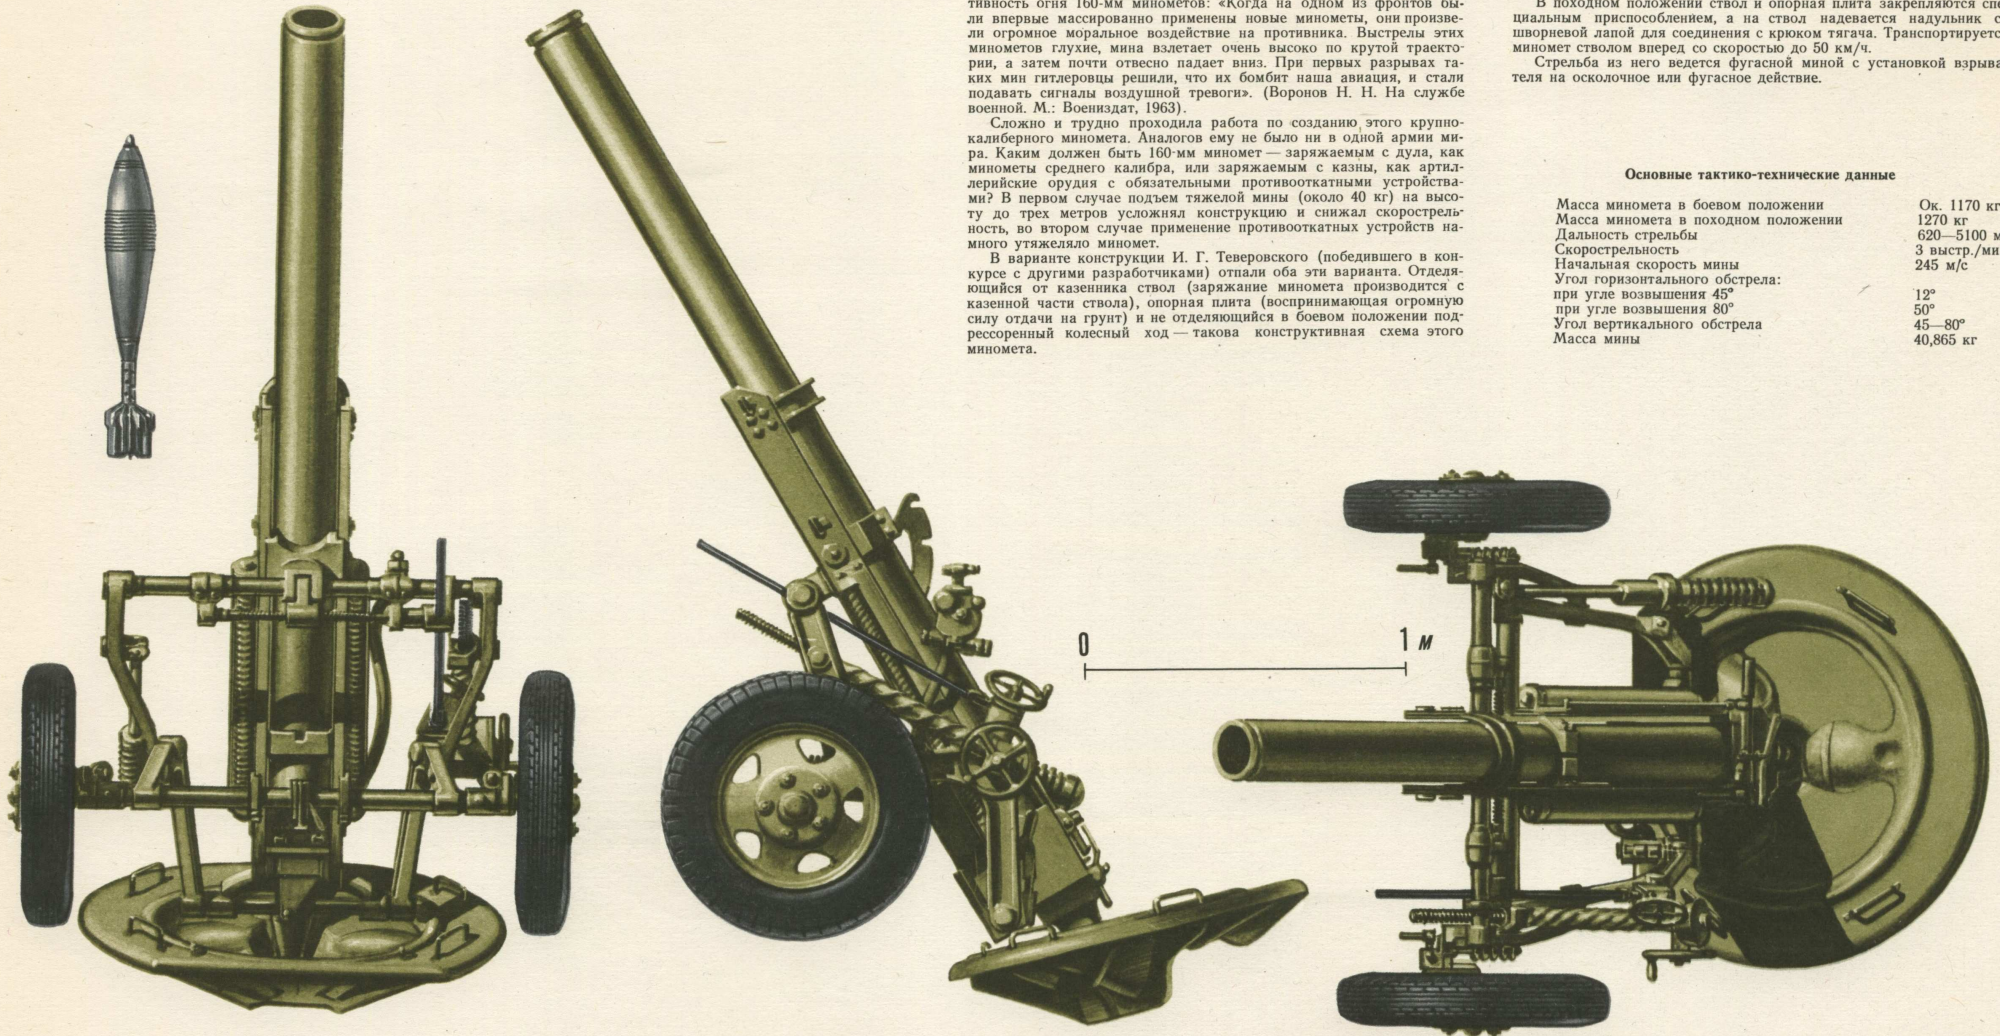 тивность огня 160-мм минометов: «Когда на одном из фронтов бы-
ли впервые массированно применены новые минометы, они произве-
ли огромное моральное воздействие на противника. Выстрелы этих
минометов глухие, мина взлетает очень высоко по крутой траекто-
рии, а затем почти отвесно падает вниз. При первых разрывах та-
ких мин гитлеровцы решили, что их бомбит наша авиация, и стали
подавать сигналы воздушной тревоги». (Воронов Н. Н. На службе
военной. М.: Воениздат, 1963).
Сложно и трудно проходила работа по созданию этого крупно-
калиберного миномета. Аналогов ему не было ни в одной армии ми-
ра. Каким должен быть 160-мм миномет — заряжаемым с дула, как
минометы среднего калибра, или заряжаемым с казны, как артил-
лерийские орудия с обязательными противооткатными устройства-
ми? В первом случае подъем тяжелой мины (около 40 кг) на высо-
ту до трех метров усложнял конструкцию и снижал скорострель-
ность, во втором случае применение противооткатных устройств на-
много утяжеляло миномет.
В варианте конструкции И. Г. Теверовского (победившего в кон-
курсе с другими разработчиками) отпали оба эти варианта. Отделя-
ющийся от казенника ствол (заряжание миномета производится с
казенной части ствола), опорная плита (воспринимающая огромную
силу отдачи на грунт) и не отделяющийся в боевом положении под-
рессоренный колесный ход — такова конструктивная схема этого
миномета.
В походном положении ствол и опорная плита закрепляются спе
циальным приспособлением, а на ствол надевается надульник с
шворневой лапой для соединения с крюком тягача. Транспортируетс
миномет стволом вперед со скоростью до 50 км/ч.
Стрельба из него ведется фугасной миной с установкой взрыва
теля на осколочное или фугасное действие.
Основные тактико-технические данные
Масса миномета в боевом положении Ок. 1170 кг
Масса миномета в походном положении 1270 кг
Дальность стрельбы 620—5100 м
Скорострельность 3 выстр./ми
Начальная скорость мины 245 м/с
Угол горизонтального обстрела:
при угле возвышения 45° 12°
при угле возвышения 80° 50°
Угол вертикального обстрела 45—80°
Масса мины 40,865 кг
0 1 м